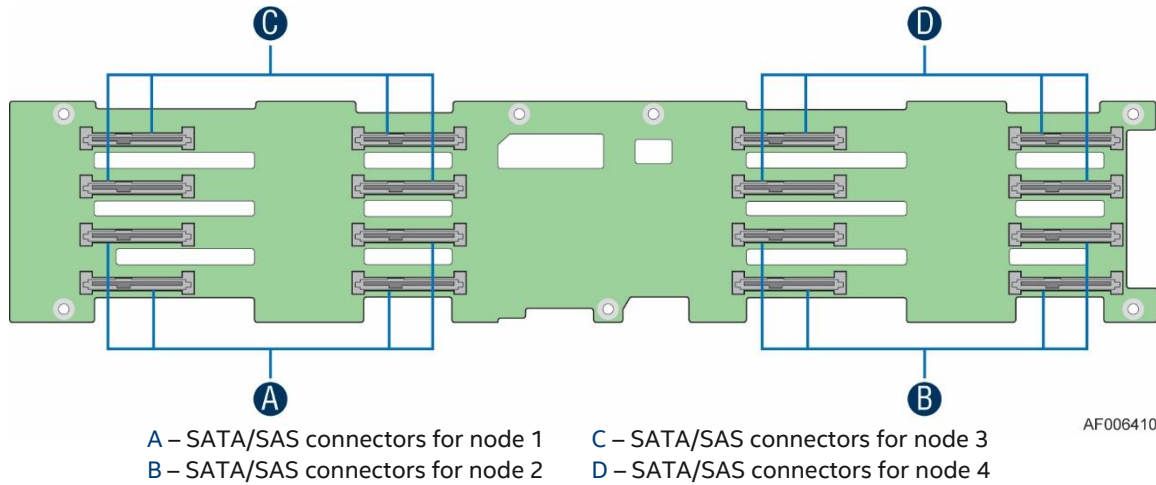 C D
A B
AF006410
A – SATA/SAS connectors for node 1 C – SATA/SAS connectors for node 3
B – SATA/SAS connectors for node 2 D – SATA/SAS connectors for node 4